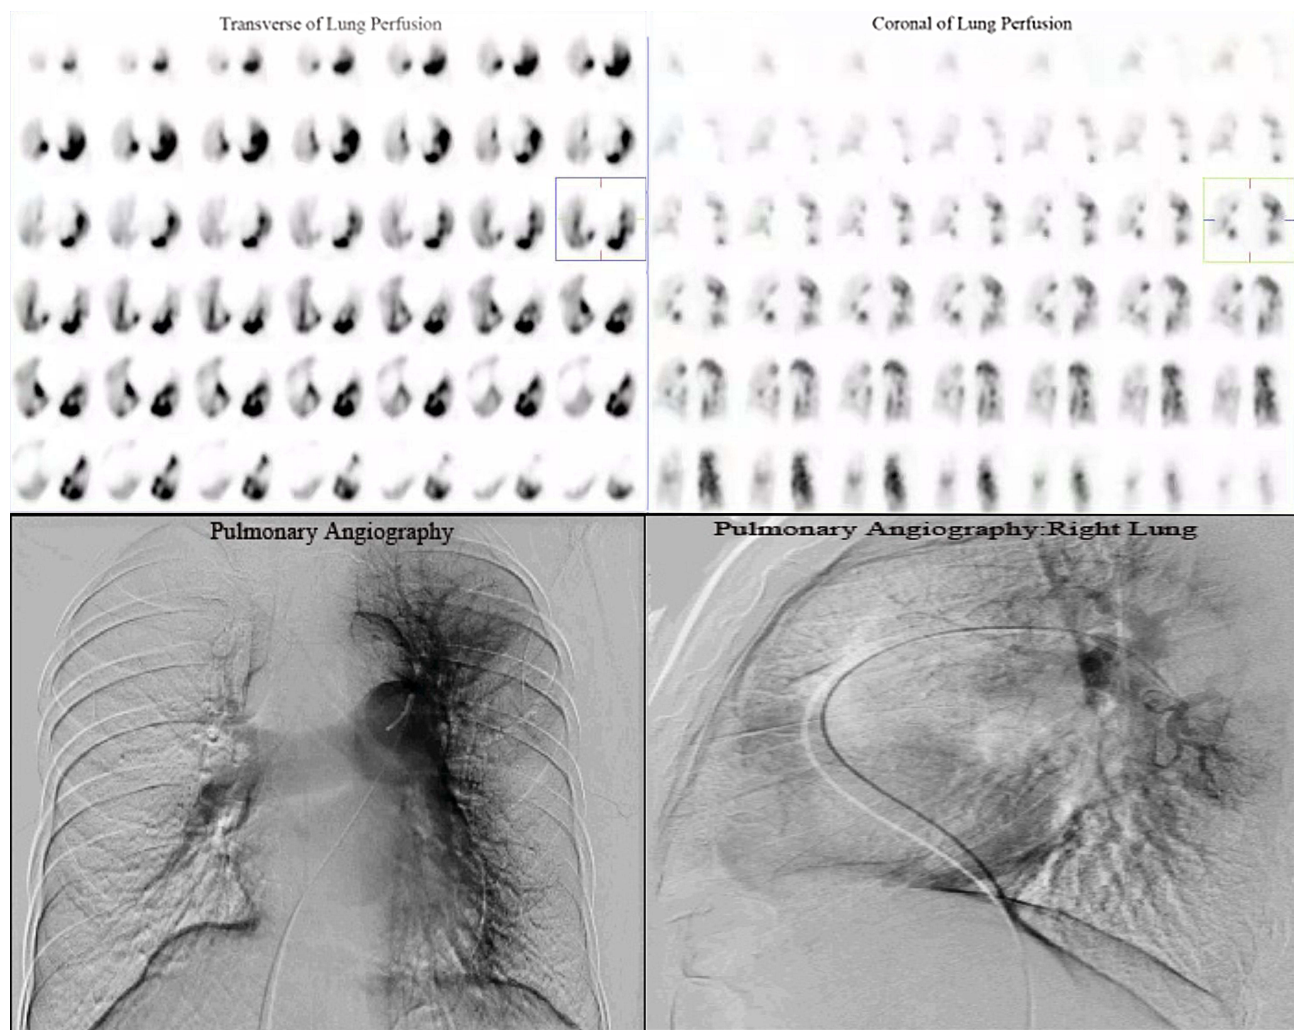 Transverse of Lung Perfusion
Coronal of Lung Perfusion
Pulmonary Angiography
Pulmonary Angiography:Right Lung